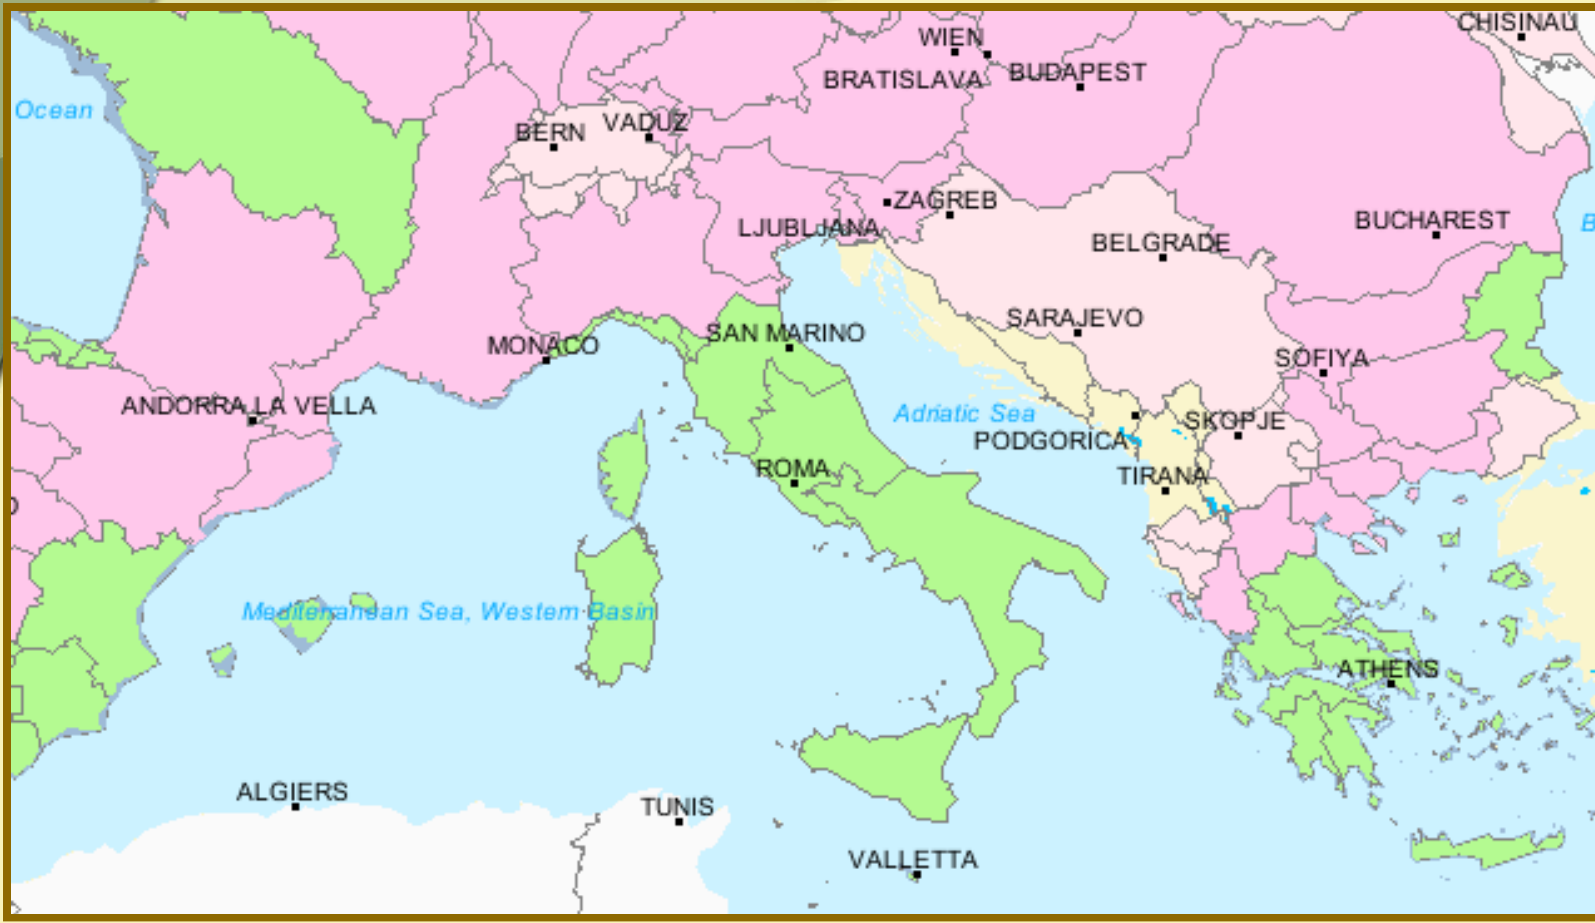 CHISINAU
WIEN
BRATISLAVA
BUDAPEST
Ocean
BERN
VADUZ
ZAGREB
LJUBLJANA
BUCHAREST
B
BELGRADE
SARAJEVO
SAN MARINO
MONACO
SOFIYA
ANDORRA LA VELLA
Adriatic Sea
SKOPJE
PODGORICA
ROMA
TIRANA
Mediterranean Sea, Western Basin
ATHENS
ALGIERS
TUNIS
VALLETTA